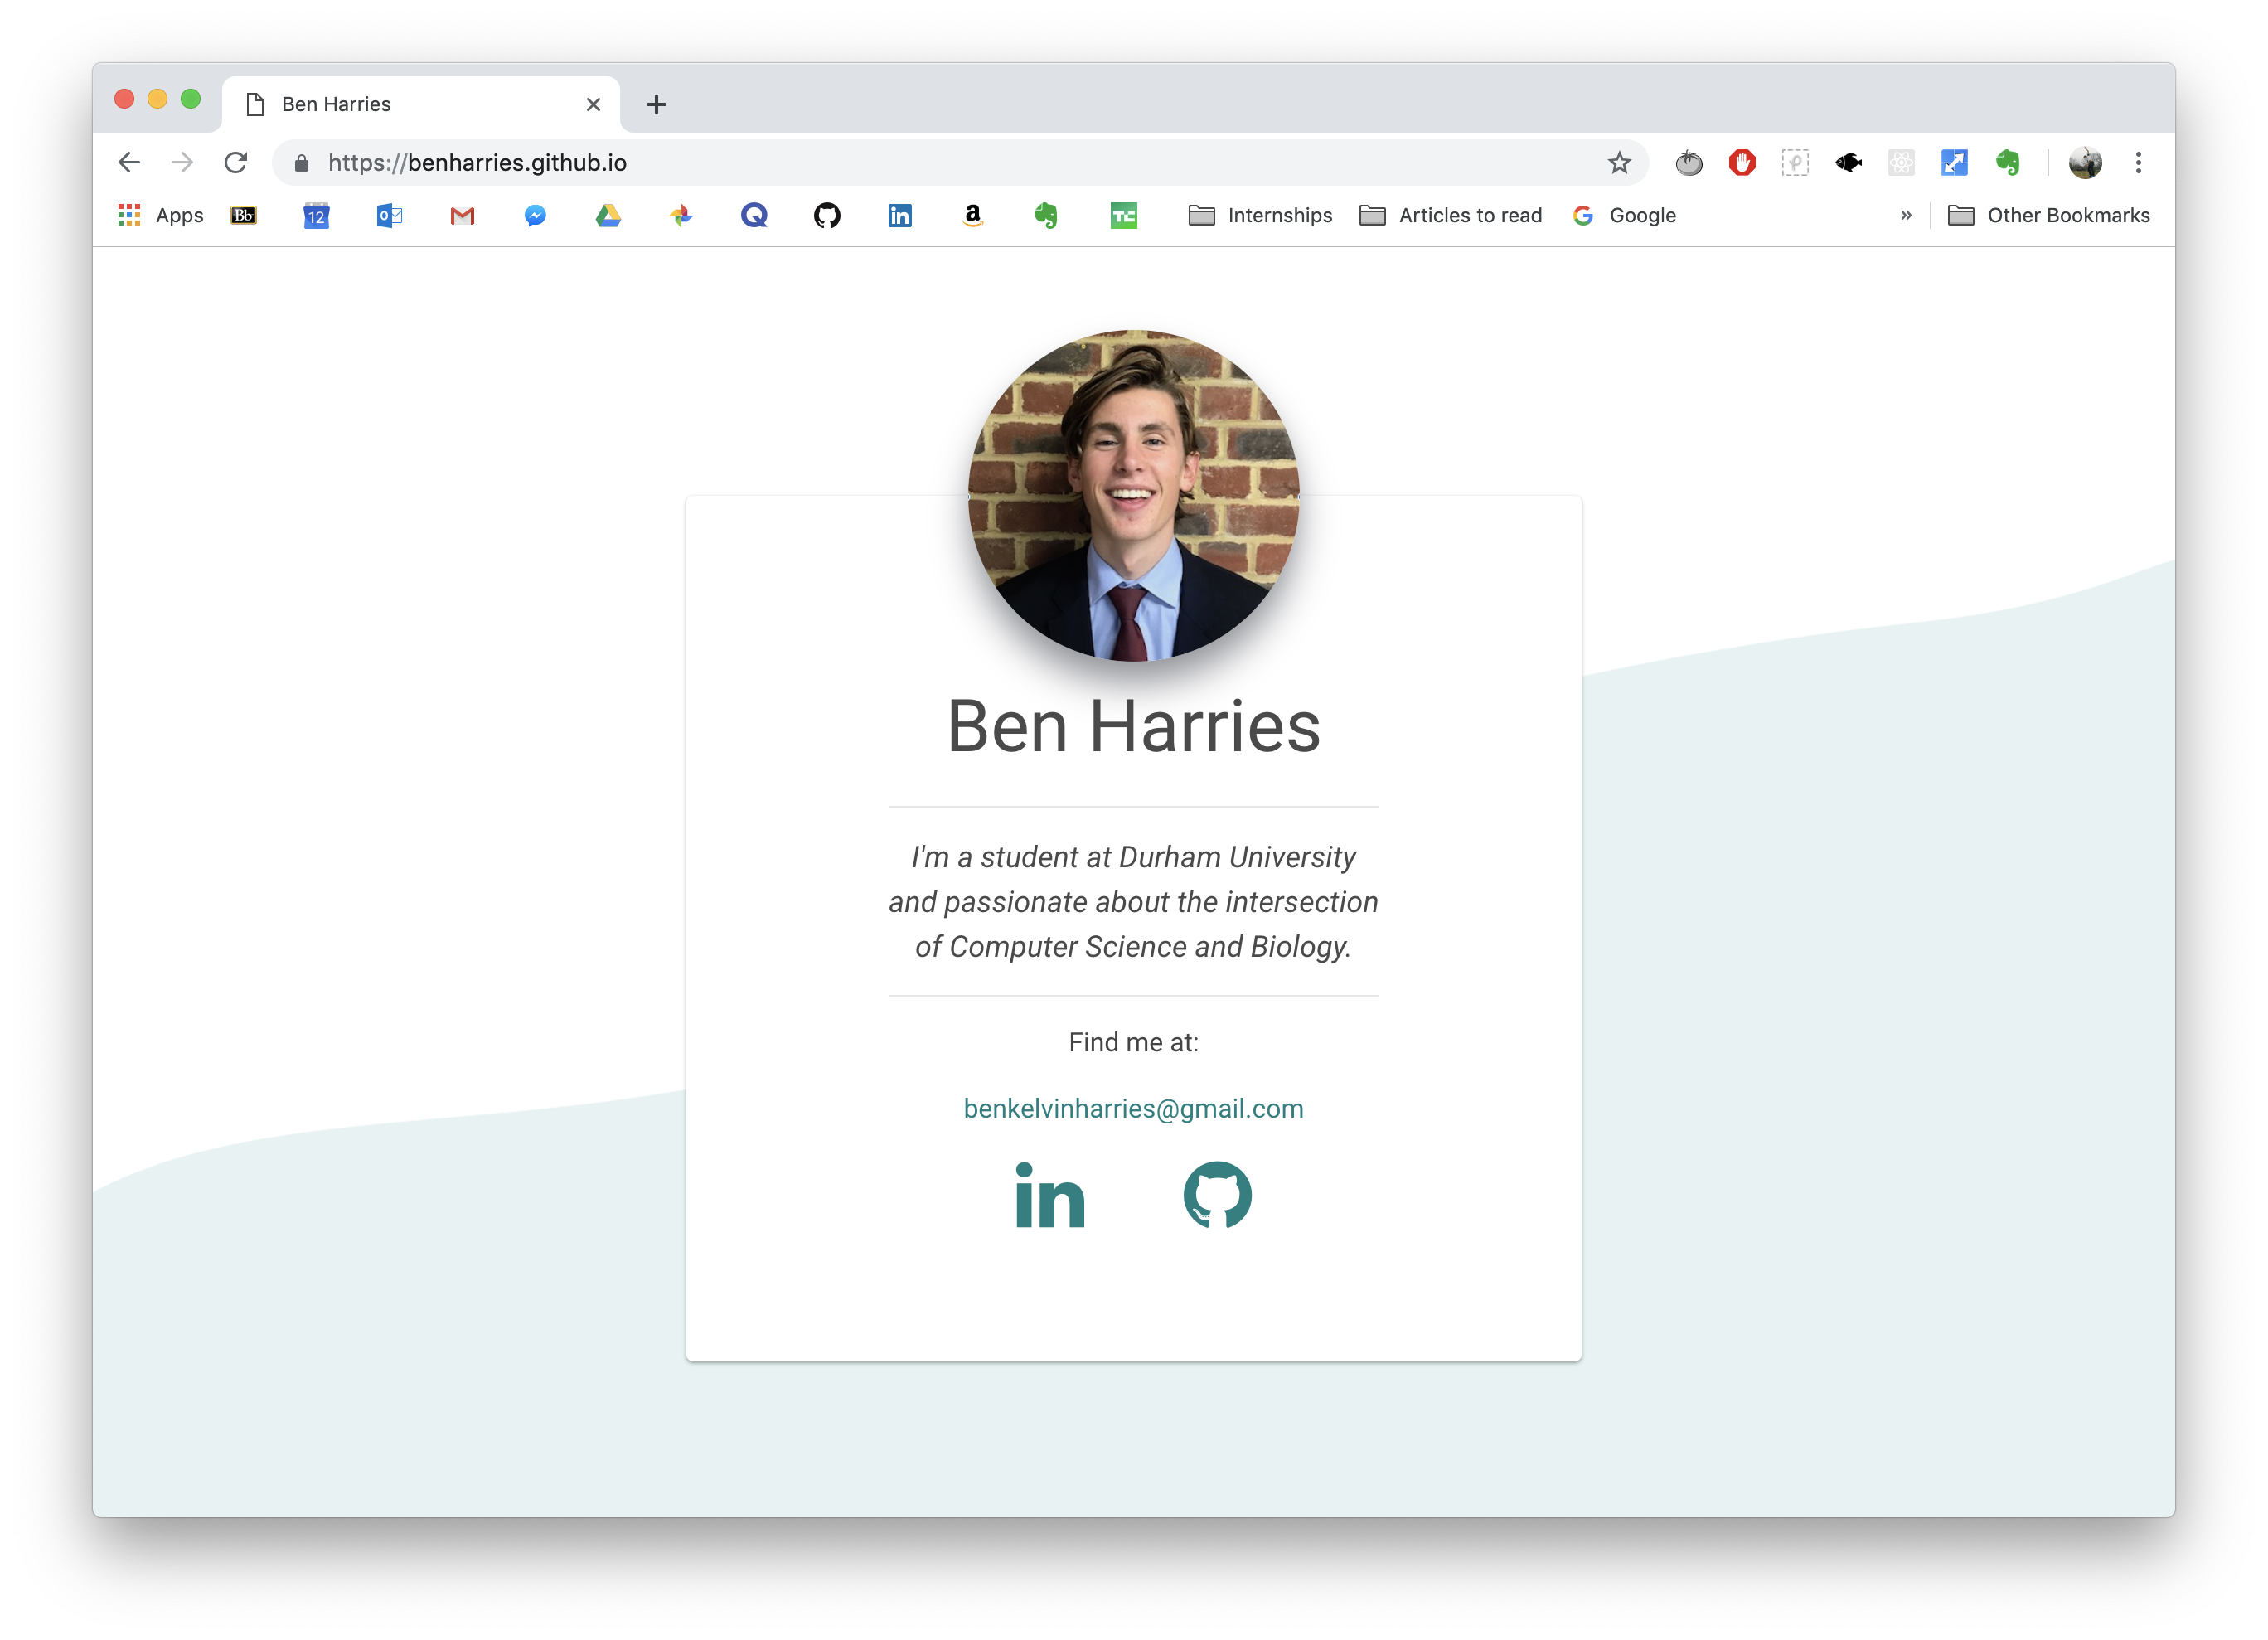 Ben Harries
https://benharries.github.io
Apps
Bb
12
o
in
a
TC
Internships
Articles to read
G
Google
»
Other Bookmarks
Ben Harries
I'm a student at Durham University
and passionate about the intersection
of Computer Science and Biology.
Find me at:
benkelvinharries@gmail.com
in